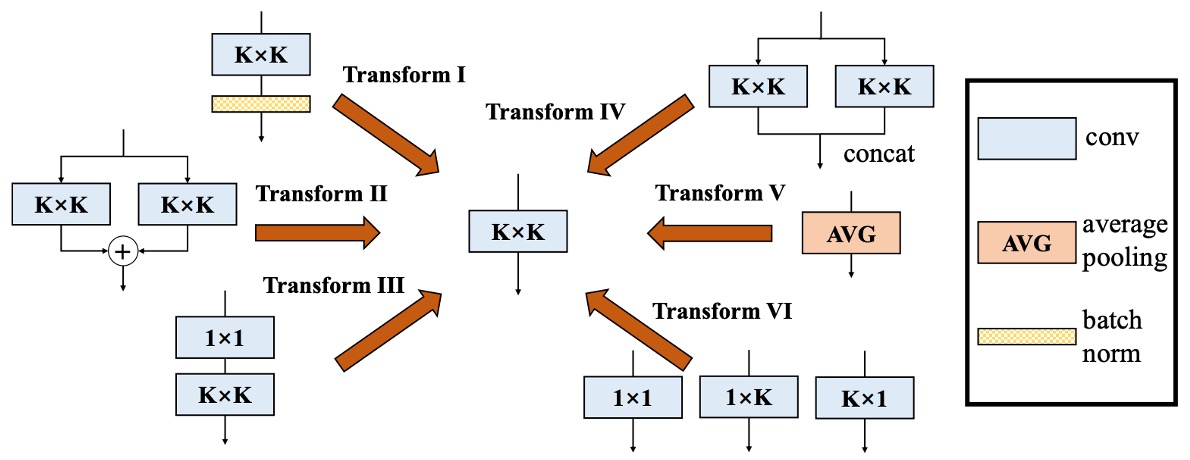 K×K
Transform I
Transform II
K×K
K×K
+
Transform III
1×1
K×K
K×K
Transform IV
K×K
K×K
concat
Transform V
AVG
Transform VI
1×1
1×K
K×1
conv
AVG
average
pooling
batch
norm